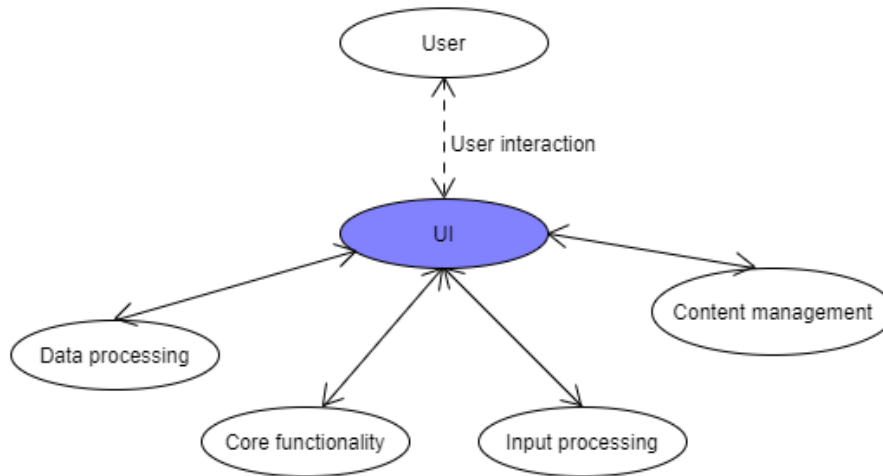 User
User interaction
UI
Content management
Data processing
Core functionality
Input processing